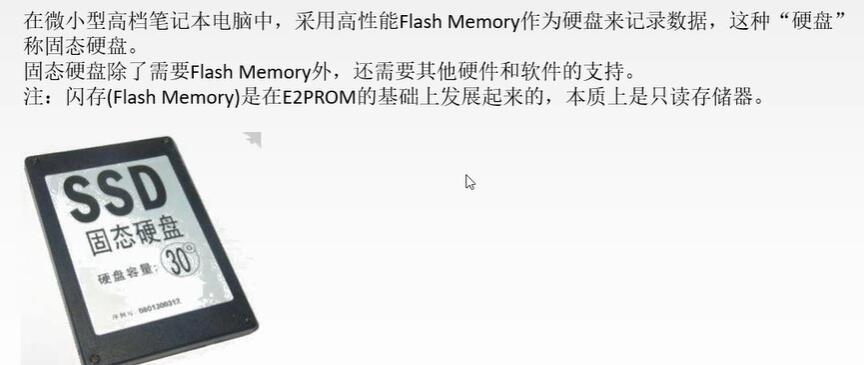 在微小型高档笔记本电脑中，采用高性能Flash Memory作为硬盘来记录数据，这种“硬盘”
称固态硬盘。
固态硬盘除了需要Flash Memory外，还需要其他硬件和软件的支持。
注：闪存(Flash Memory)是在E2PROM的基础上发展起来的，本质上是只读存储器。
SSD
固态硬盘
硬盘容量：30G
序列号：0801300312